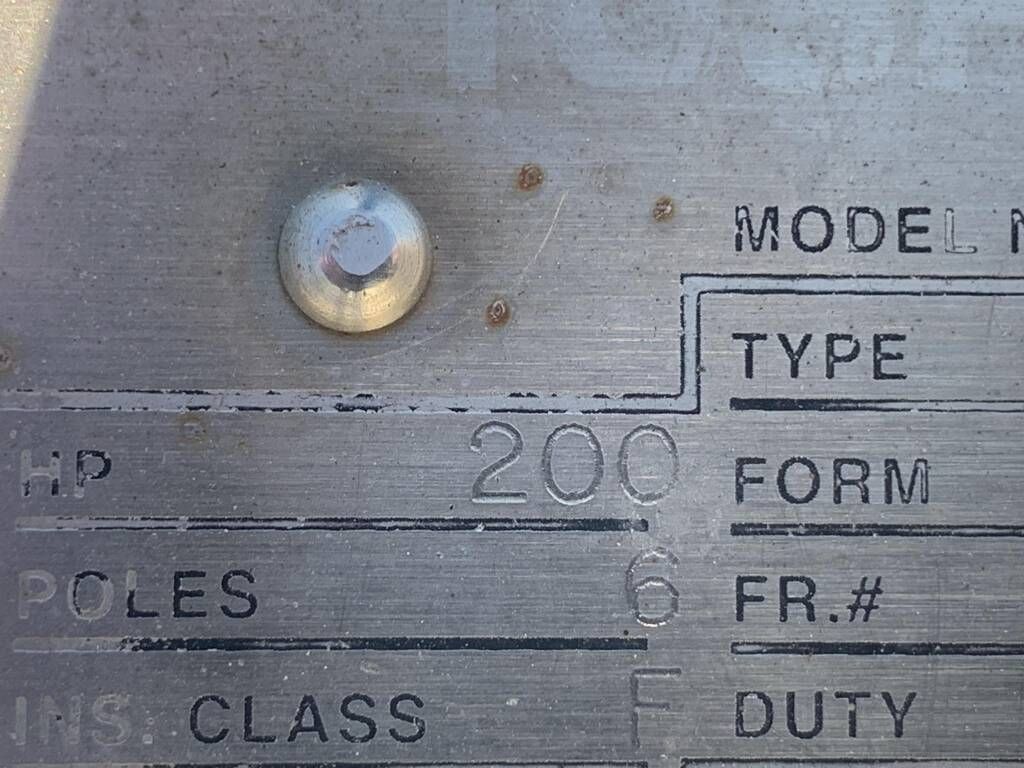 MODEL N
TYPE
HP 200
FORM
POLES 6
FR.#
INS. CLASS F
DUTY